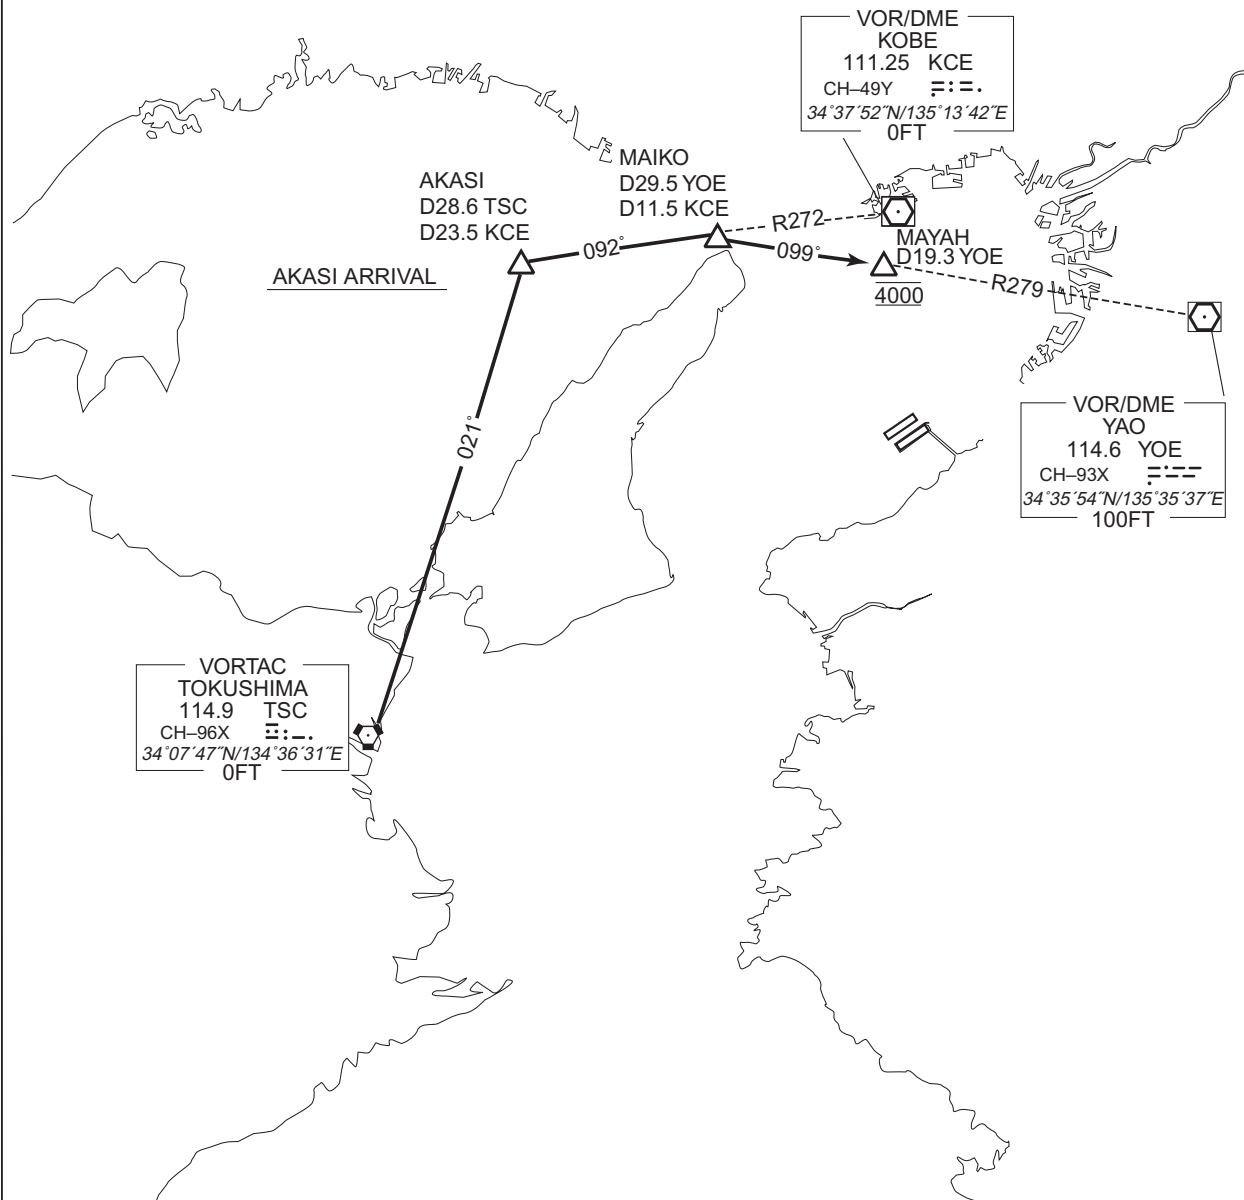 VOR/DME
KOBE
111.25 KCE
CH–49Y
34°37´52˝N/135°13´42˝E
0FT
MAIKO
D29.5 YOE
D11.5 KCE
AKASI
D28.6 TSC
D23.5 KCE
R272
092°
099°
MAYAH
D19.3 YOE
4000
AKASI ARRIVAL
R279
021°
VOR/DME
YAO
114.6 YOE
CH–93X
34°35´54˝N/135°35´37˝E
100FT
VORTAC
TOKUSHIMA
114.9 TSC
CH–96X
34°07´47˝N/134°36´31˝E
0FT